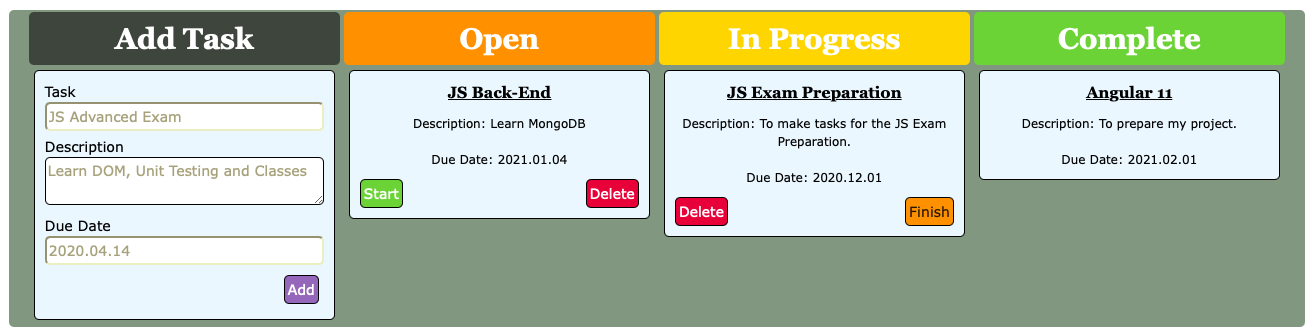 Add Task
Task
JS Advanced Exam
Description
Learn DOM, Unit Testing and Classes
Due Date
2020.04.14
Add
Open
JS Back-End
Description: Learn MongoDB
Due Date: 2021.01.04
Start
Delete
In Progress
JS Exam Preparation
Description: To make tasks for the JS Exam
Preparation.
Due Date: 2020.12.01
Delete
Finish
Complete
Angular 11
Description: To prepare my project.
Due Date: 2021.02.01